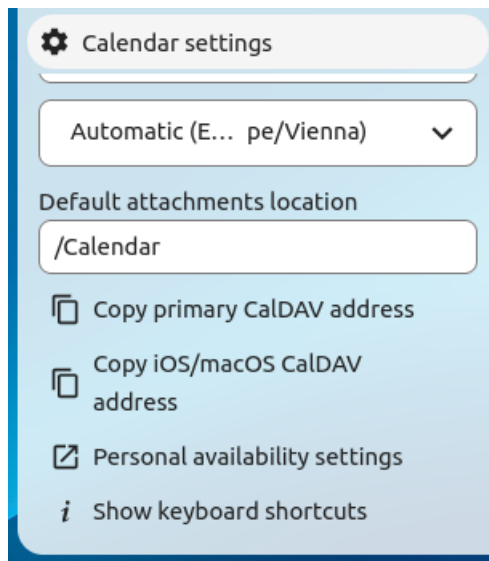 Calendar settings
Automatic (E… pe/Vienna)
Default attachments location
/Calendar
Copy primary CalDAV address
Copy iOS/macOS CalDAV
address
Personal availability settings
Show keyboard shortcuts